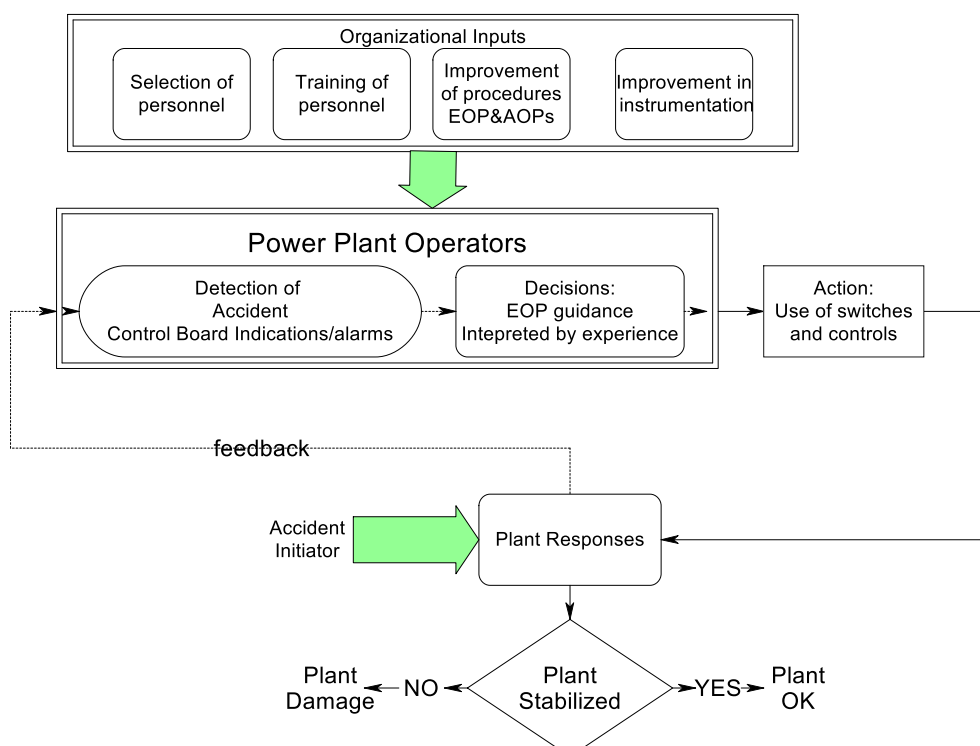 Organizational Inputs
Selection of
personnel
Training of
personnel
Improvement
of procedures
EOP&AOPs
Improvement in
instrumentation
Power Plant Operators
Detection of
Accident
Control Board Indications/alarms
Decisions:
EOP guidance
Intepreted by experience
Action:
Use of switches
and controls
feedback
Accident
Initiator
Plant Responses
Plant
Stabilized
NO
Plant
Damage
YES
Plant
OK